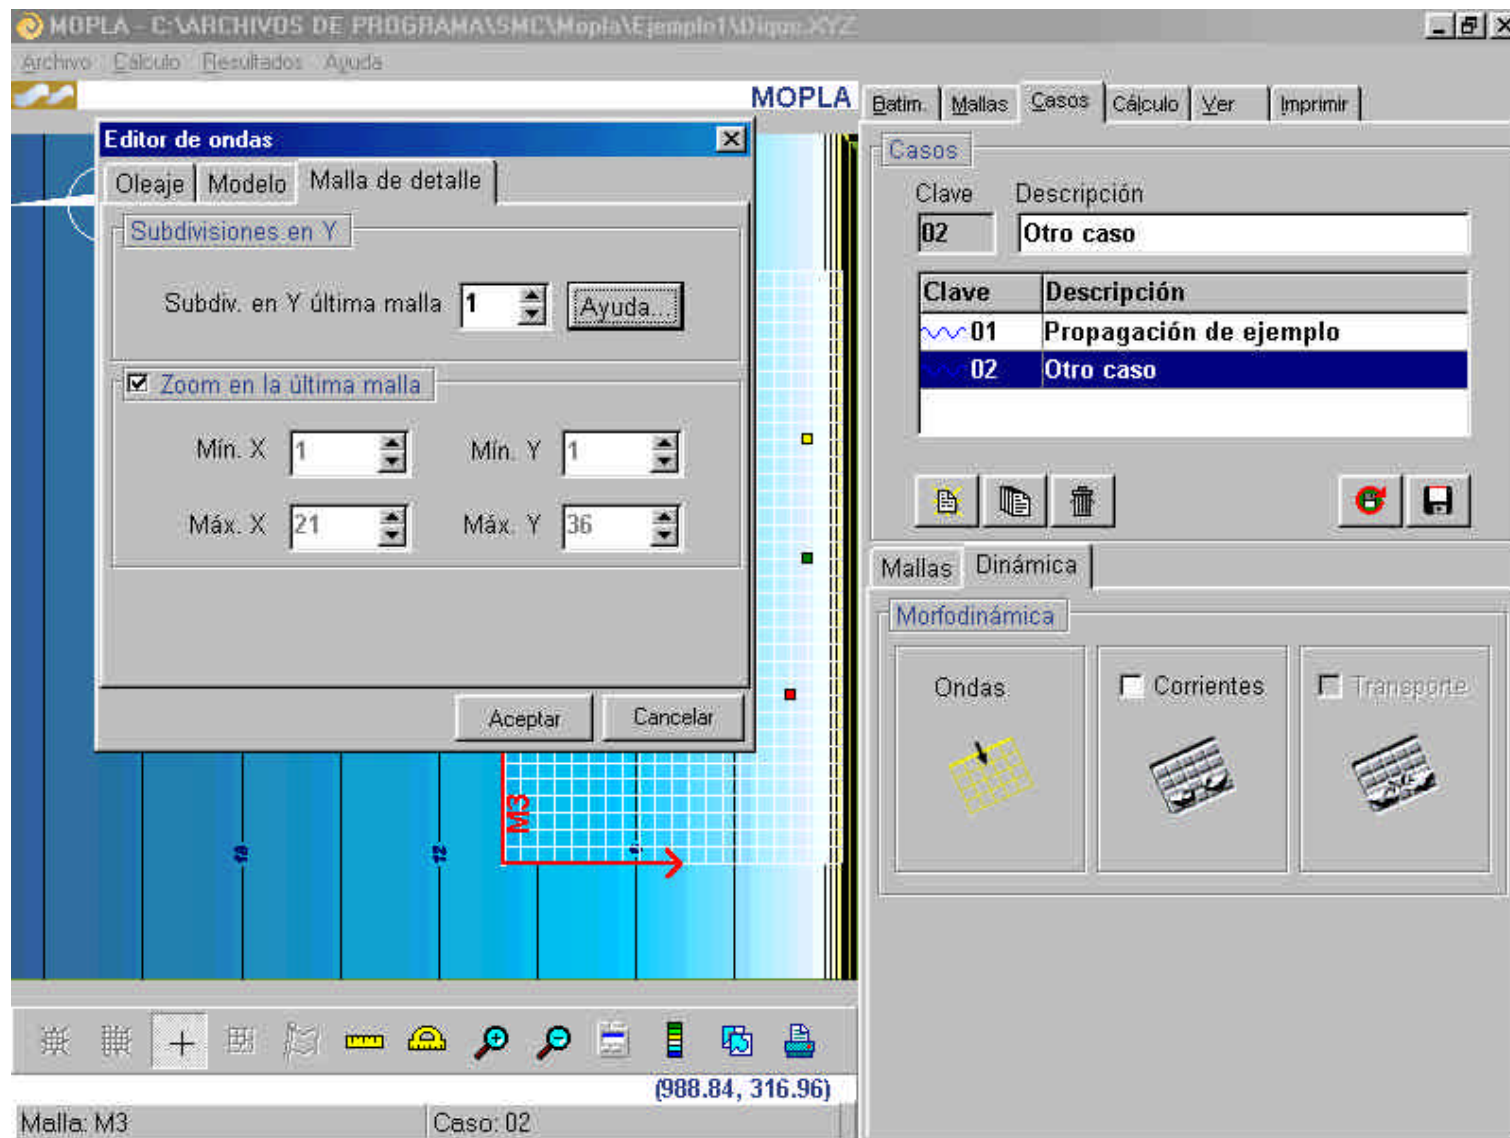 MOPLA - C:\ARCHIVOS DE PROGRAMA\SMC\Mopla\Ejemplo1\Dique.XYZ
Archivo Cálculo Resultados Ayuda
MOPLA
Editor de ondas
Oleaje Modelo Malla de detalle
Subdivisiones en Y
Subdiv. en Y última malla 1 Ayuda...
Zoom en la última malla
Mín. X 1 Mín. Y 1
Máx. X 21 Máx. Y 36
Aceptar Cancelar
M3
18 12
(988.84, 316.96)
Malla: M3 Caso: 02
Batim. Mallas Casos Cálculo Ver Imprimir
Casos
Clave Descripción
02 Otro caso
Clave Descripción
01 Propagación de ejemplo
02 Otro caso
Mallas Dinámica
Morfodinámica
Ondas Corrientes Transporte